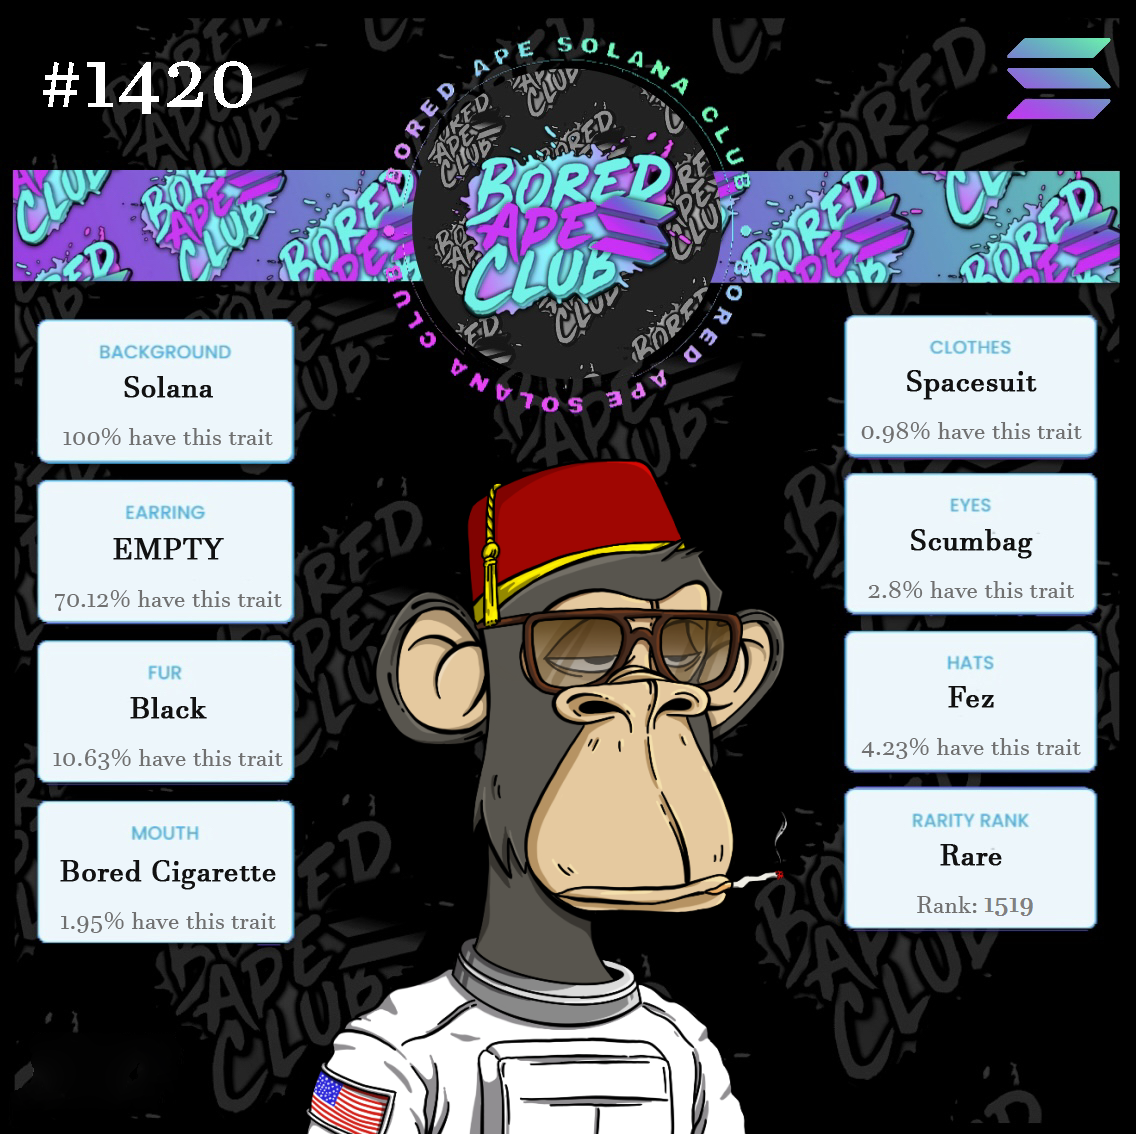 #1420
BORED APE SOLANA CLUB
BORED APE SOLANA CLUB
BORED
APE
CLUB
BACKGROUND
Solana
100% have this trait
EARRING
EMPTY
70.12% have this trait
FUR
Black
10.63% have this trait
MOUTH
Bored Cigarette
1.95% have this trait
CLOTHES
Spacesuit
0.98% have this trait
EYES
Scumbag
2.8% have this trait
HATS
Fez
4.23% have this trait
RARITY RANK
Rare
Rank: 1519